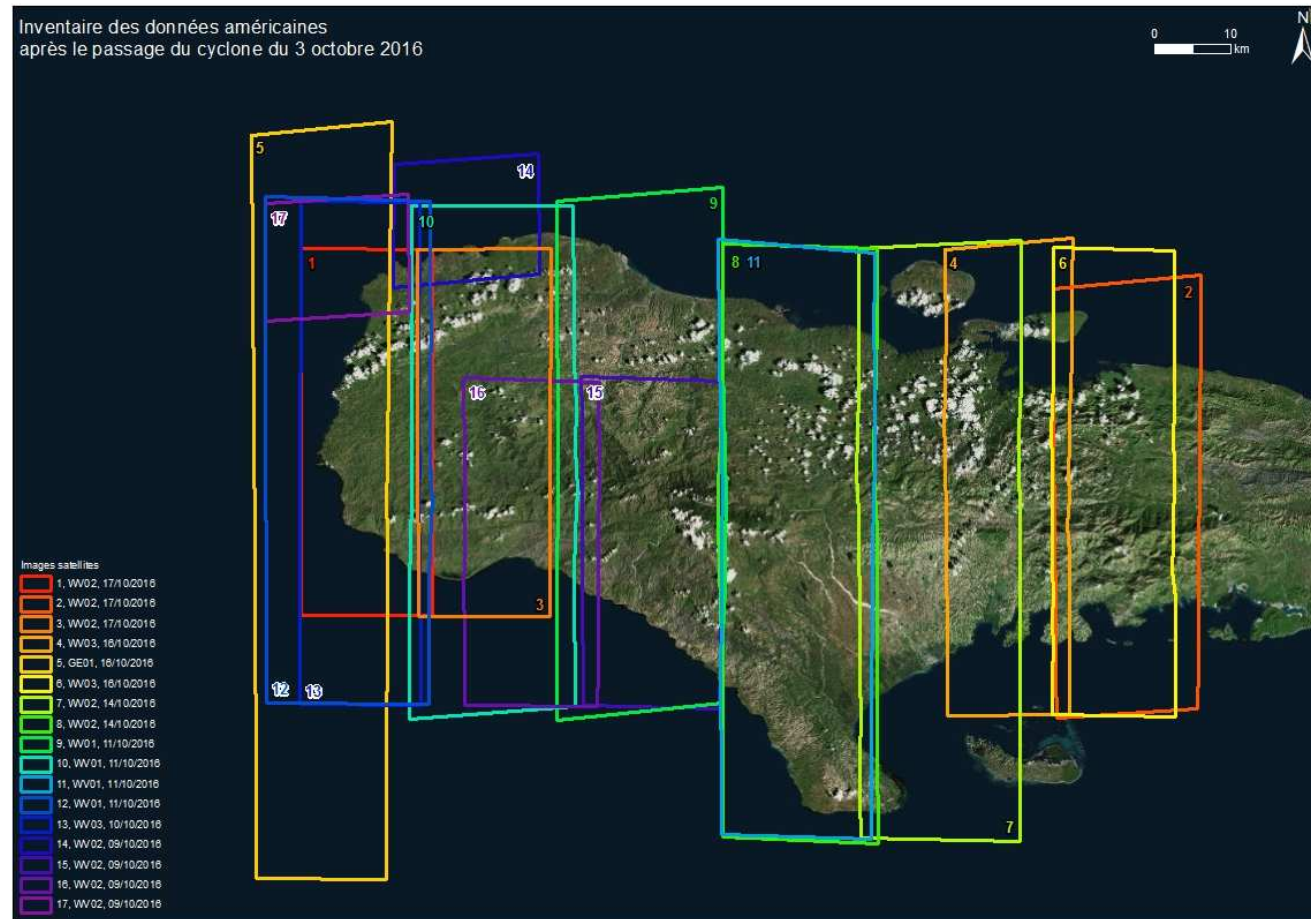 Inventaire des données américaines
après le passage du cyclone du 3 octobre 2016
0 10
km
N
5
14
17
10
9
1
8 11
4
6
2
16
15
3
12 13
7
Images satellites
1, WV02, 17/10/2016
2, WV02, 17/10/2016
3, WV02, 17/10/2016
4, WV03, 16/10/2016
5, GE01, 16/10/2016
6, WV03, 16/10/2016
7, WV02, 14/10/2016
8, WV02, 14/10/2016
9, WV01, 11/10/2016
10, WV01, 11/10/2016
11, WV01, 11/10/2016
12, WV01, 11/10/2016
13, WV03, 10/10/2016
14, WV02, 09/10/2016
15, WV02, 09/10/2016
16, WV02, 09/10/2016
17, WV02, 09/10/2016